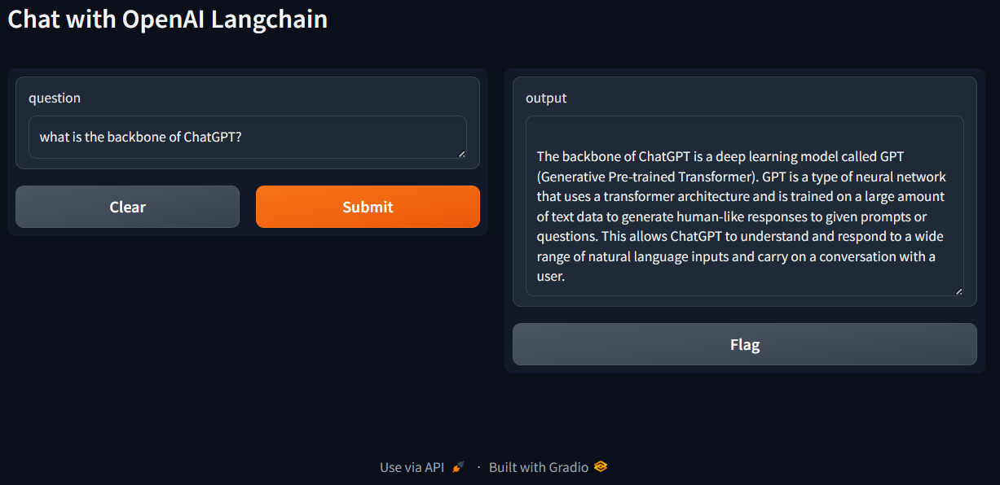 Chat with OpenAI Langchain
question
what is the backbone of ChatGPT?
Clear
Submit
output
The backbone of ChatGPT is a deep learning model called GPT
(Generative Pre-trained Transformer). GPT is a type of neural network
that uses a transformer architecture and is trained on a large amount
of text data to generate human-like responses to given prompts or
questions. This allows ChatGPT to understand and respond to a wide
range of natural language inputs and carry on a conversation with a
user.
Flag
Use via API · Built with Gradio